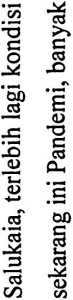 Salukaia, terlebih lagi kondisi
sekarang ini Pandemi, banyak